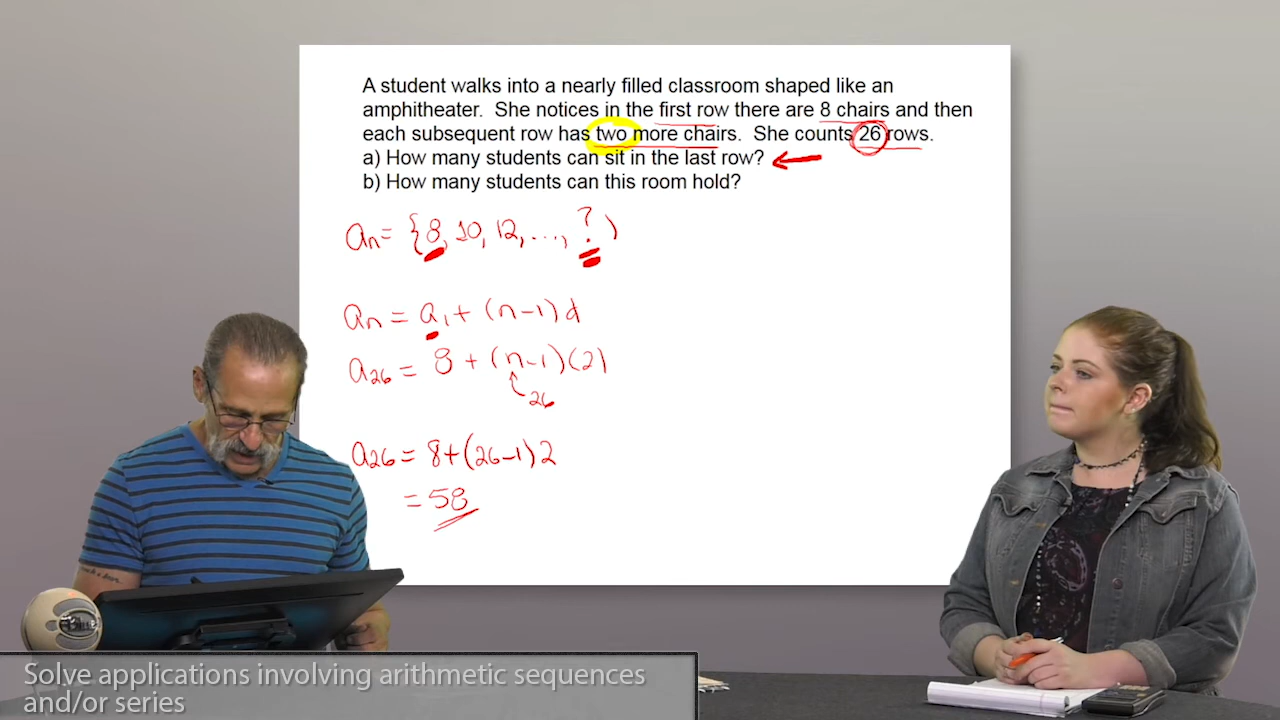 A student walks into a nearly filled classroom shaped like an
amphitheater. She notices in the first row there are 8 chairs and then
each subsequent row has two more chairs. She counts 26 rows.
a) How many students can sit in the last row?
b) How many students can this room hold?
aₙ = {8, 10, 12, ..., ? )
aₙ = a₁ + (n-1)d
a₂₆ = 8 + (n-1)(2)
26
a₂₆ = 8+(26-1)2
= 58
Blue
Solve applications involving arithmetic sequences
and/or series